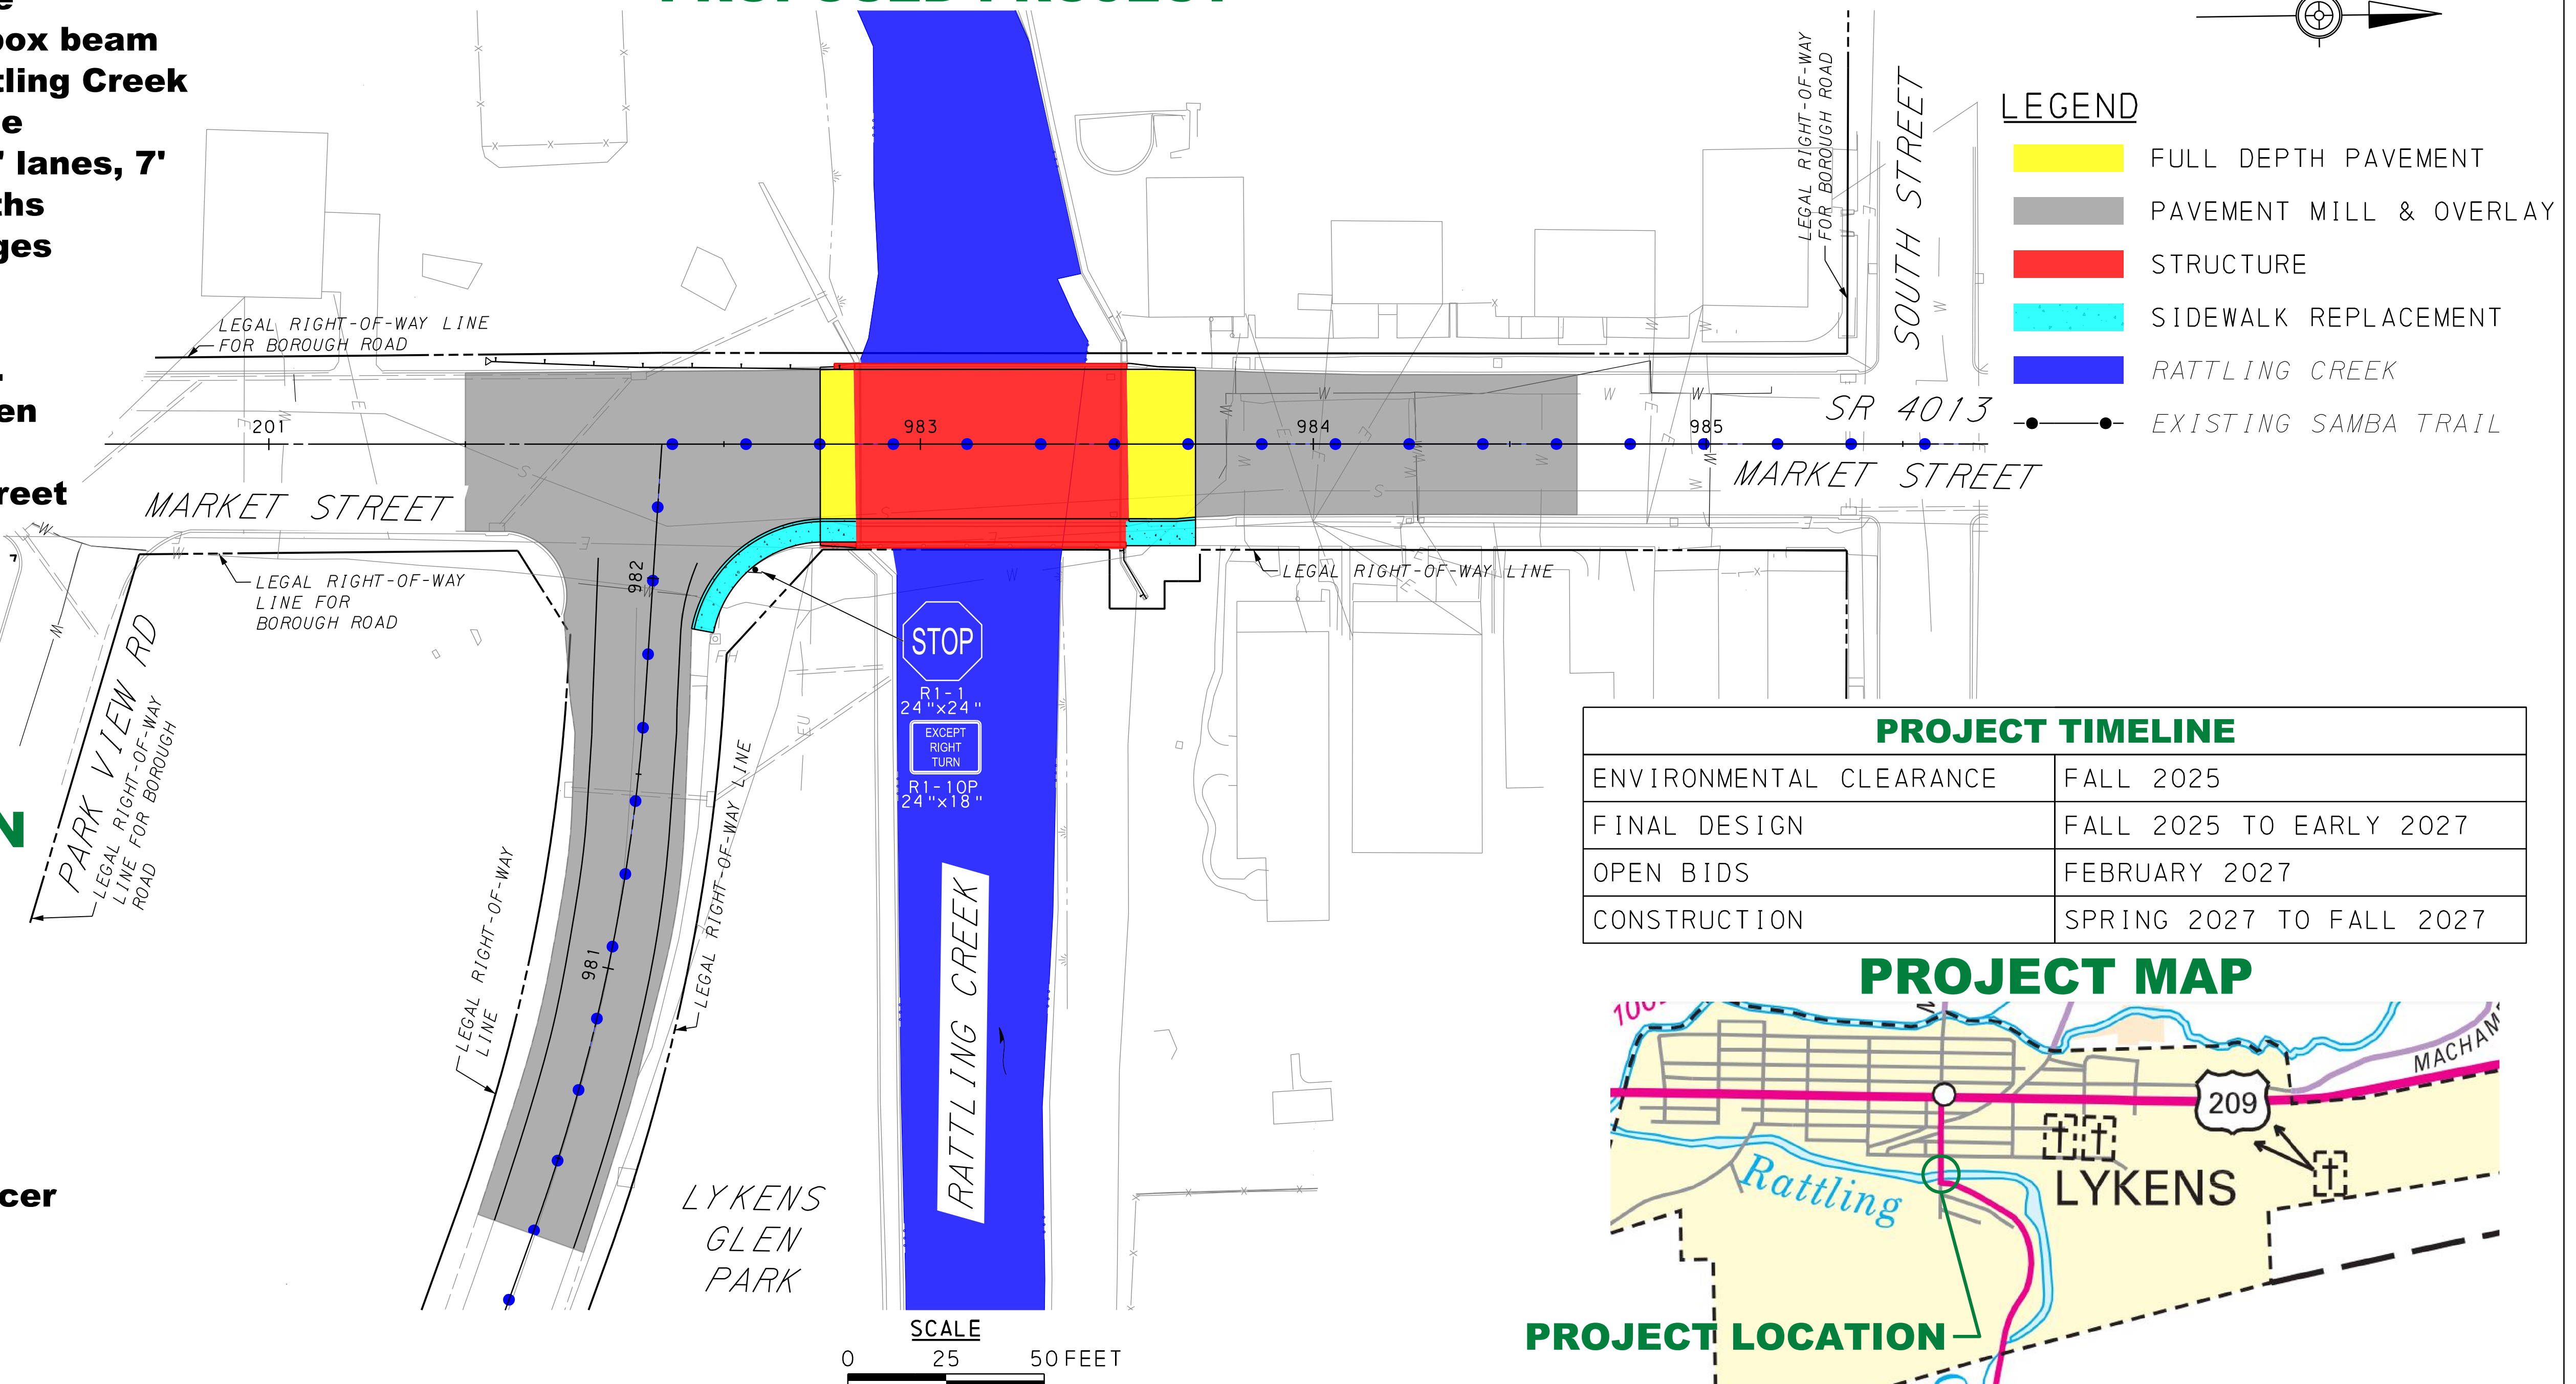 PROPOSED PROJECT
box beam
tling Creek
e
' lanes, 7'
ths
ges
en
reet
N
cer
LEGAL RIGHT-OF-WAY LINE
FOR BOROUGH ROAD
201
983
984
985
982
981
MARKET STREET
LEGAL RIGHT-OF-WAY
LINE FOR
BOROUGH ROAD
PARK VIEW RD
LEGAL RIGHT-OF-WAY
LINE FOR BOROUGH
ROAD
LEGAL RIGHT-OF-WAY
LINE
LEGAL RIGHT-OF-WAY LINE
FH
EU
STOP
R1-1
24"x24"
EXCEPT
RIGHT
TURN
R1-10P
24"x18"
RATTLING CREEK
LYKENS
GLEN
PARK
SCALE
0 25 50 FEET
LEGAL RIGHT-OF-WAY LINE
LEGAL RIGHT-OF-WAY
FOR BOROUGH ROAD
SOUTH STREET
SR 4013
MARKET STREET
LEGEND
FULL DEPTH PAVEMENT
PAVEMENT MILL & OVERLAY
STRUCTURE
SIDEWALK REPLACEMENT
RATTLING CREEK
EXISTING SAMBA TRAIL
PROJECT TIMELINE
ENVIRONMENTAL CLEARANCE FALL 2025
FINAL DESIGN FALL 2025 TO EARLY 2027
OPEN BIDS FEBRUARY 2027
CONSTRUCTION SPRING 2027 TO FALL 2027
PROJECT MAP
MACHAM
209
LYKENS
Rattling
PROJECT LOCATION